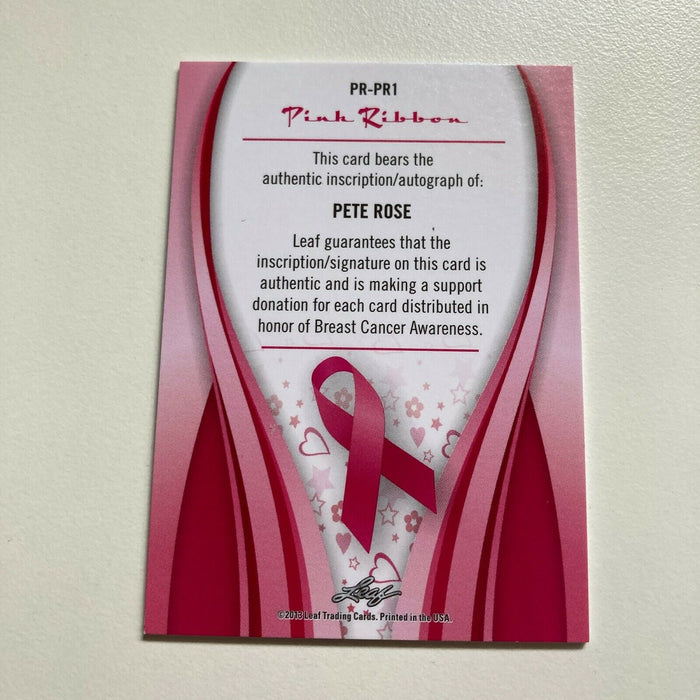 PR-PR1
Pink Ribbon
This card bears the
authentic inscription/autograph of:
PETE ROSE
Leaf guarantees that the
inscription/signature on this card is
authentic and is making a support
donation for each card distributed in
honor of Breast Cancer Awareness.
Leaf
©2013 Leaf Trading Cards. Printed in the USA.